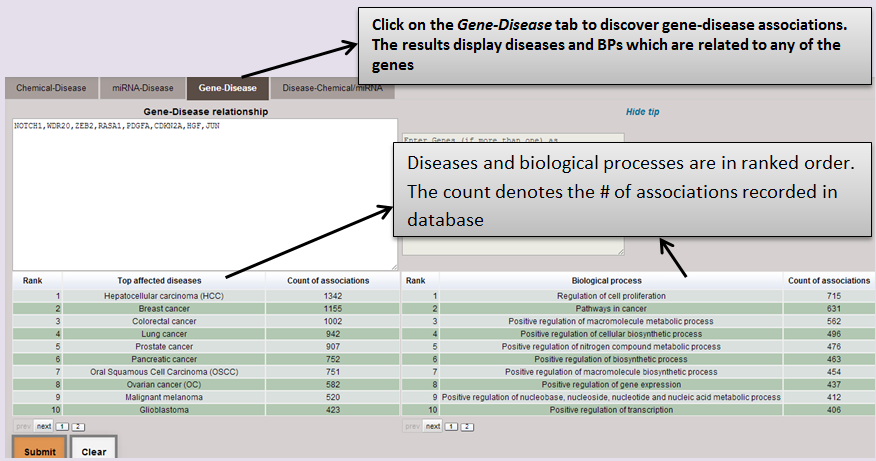 Click on the Gene-Disease tab to discover gene-disease associations.
The results display diseases and BPs which are related to any of the
genes
Chemical-Disease miRNA-Disease Gene-Disease Disease-Chemical/miRNA
Gene-Disease relationship Hide tip
NOTCH1,WDR20,ZEB2,RASA1,PDGFA,CDKN2A,HGF,JUN
Enter Genes (if more than one) as
Diseases and biological processes are in ranked order.
The count denotes the # of associations recorded in
database
Rank Top affected diseases Count of associations Rank Biological process Count of associations
1 Hepatocellular carcinoma (HCC) 1342 1 Regulation of cell proliferation 715
2 Breast cancer 1155 2 Pathways in cancer 631
3 Colorectal cancer 1002 3 Positive regulation of macromolecule metabolic process 562
4 Lung cancer 942 4 Positive regulation of cellular biosynthetic process 496
5 Prostate cancer 907 5 Positive regulation of nitrogen compound metabolic process 476
6 Pancreatic cancer 752 6 Positive regulation of biosynthetic process 463
7 Oral Squamous Cell Carcinoma (OSCC) 751 7 Positive regulation of macromolecule biosynthetic process 454
8 Ovarian cancer (OC) 582 8 Positive regulation of gene expression 437
9 Malignant melanoma 520 9 Positive regulation of nucleobase, nucleoside, nucleotide and nucleic acid metabolic process 412
10 Glioblastoma 423 10 Positive regulation of transcription 406
prev next 1 2 prev next 1 2
Submit Clear